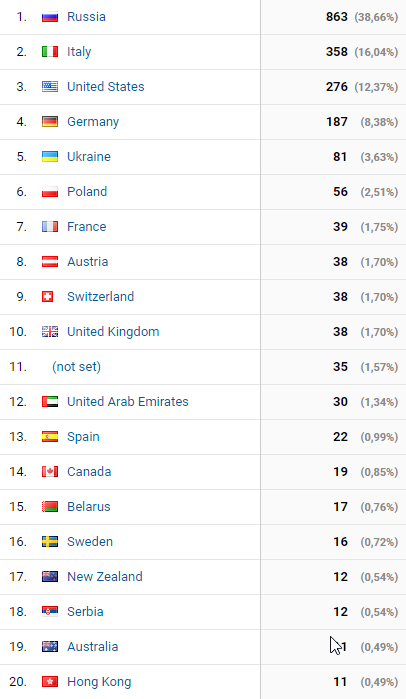 1. Russia 863 (38,66%)
2. Italy 358 (16,04%)
3. United States 276 (12,37%)
4. Germany 187 (8,38%)
5. Ukraine 81 (3,63%)
6. Poland 56 (2,51%)
7. France 39 (1,75%)
8. Austria 38 (1,70%)
9. Switzerland 38 (1,70%)
10. United Kingdom 38 (1,70%)
11. (not set) 35 (1,57%)
12. United Arab Emirates 30 (1,34%)
13. Spain 22 (0,99%)
14. Canada 19 (0,85%)
15. Belarus 17 (0,76%)
16. Sweden 16 (0,72%)
17. New Zealand 12 (0,54%)
18. Serbia 12 (0,54%)
19. Australia (0,49%)
20. Hong Kong 11 (0,49%)